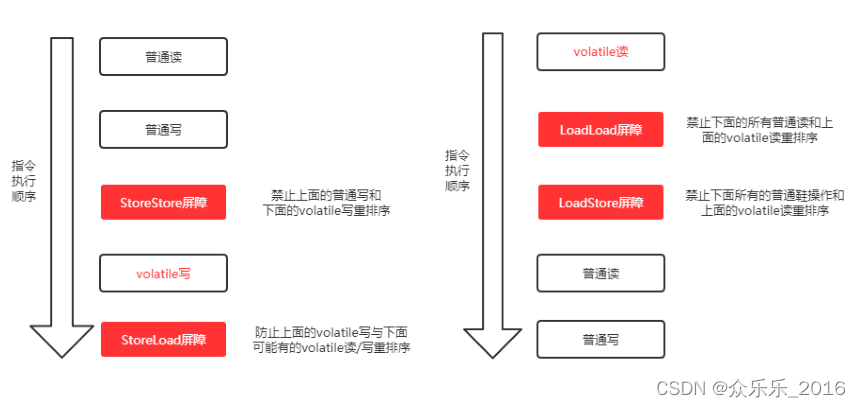 指令
执行
顺序
普通读
普通写
StoreStore屏障
禁止上面的普通写和
下面的volatile写重排序
volatile写
StoreLoad屏障
防止上面的volatile写与下面
可能有的volatile读/写重排序
指令
执行
顺序
volatile读
LoadLoad屏障
禁止下面的所有普通读和上
面的volatile读重排序
LoadStore屏障
禁止下面所有的普通鞋操作和
上面的volatile读重排序
普通读
普通写
CSDN @众乐乐_2016